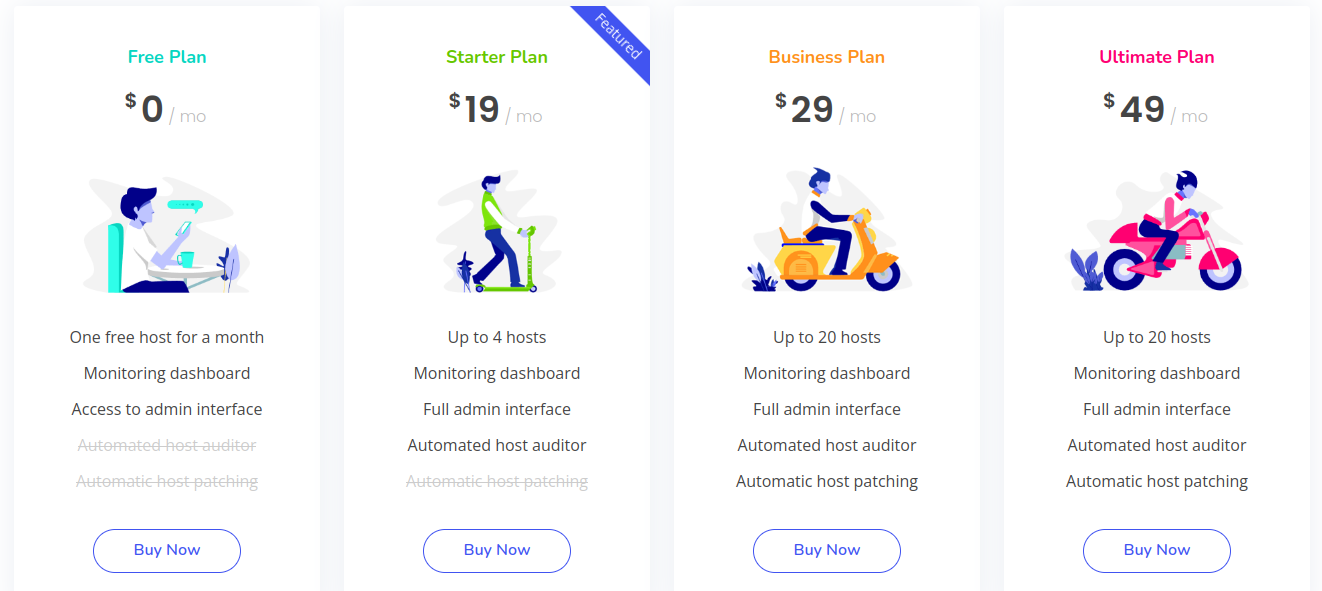 Free Plan
$ 0 / mo
One free host for a month
Monitoring dashboard
Access to admin interface
Automated host auditor
Automatic host patching
Buy Now
Featured
Starter Plan
$ 19 / mo
Up to 4 hosts
Monitoring dashboard
Full admin interface
Automated host auditor
Automatic host patching
Buy Now
Business Plan
$ 29 / mo
Up to 20 hosts
Monitoring dashboard
Full admin interface
Automated host auditor
Automatic host patching
Buy Now
Ultimate Plan
$ 49 / mo
Up to 20 hosts
Monitoring dashboard
Full admin interface
Automated host auditor
Automatic host patching
Buy Now